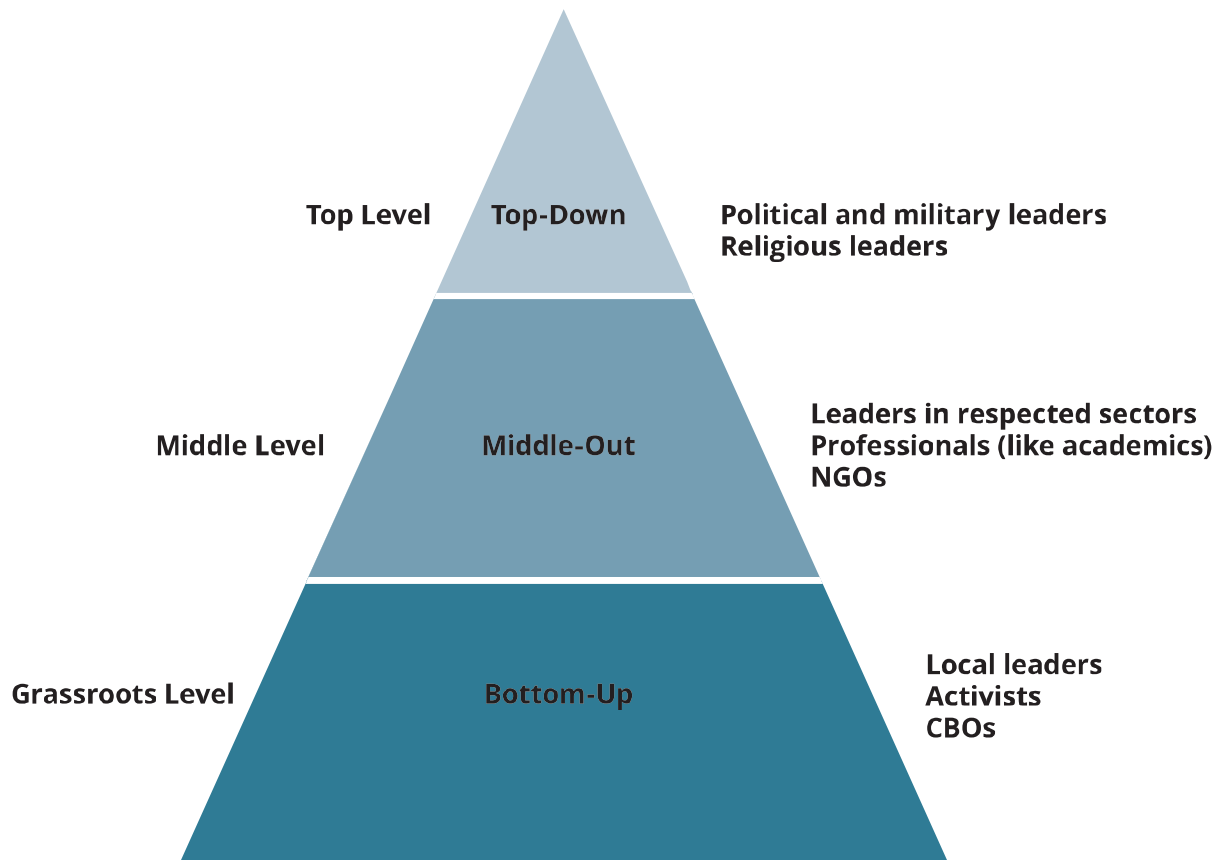 Top Level
Top-Down
Political and military leaders
Religious leaders
Middle Level
Middle-Out
Leaders in respected sectors
Professionals (like academics)
NGOs
Grassroots Level
Bottom-Up
Local leaders
Activists
CBOs